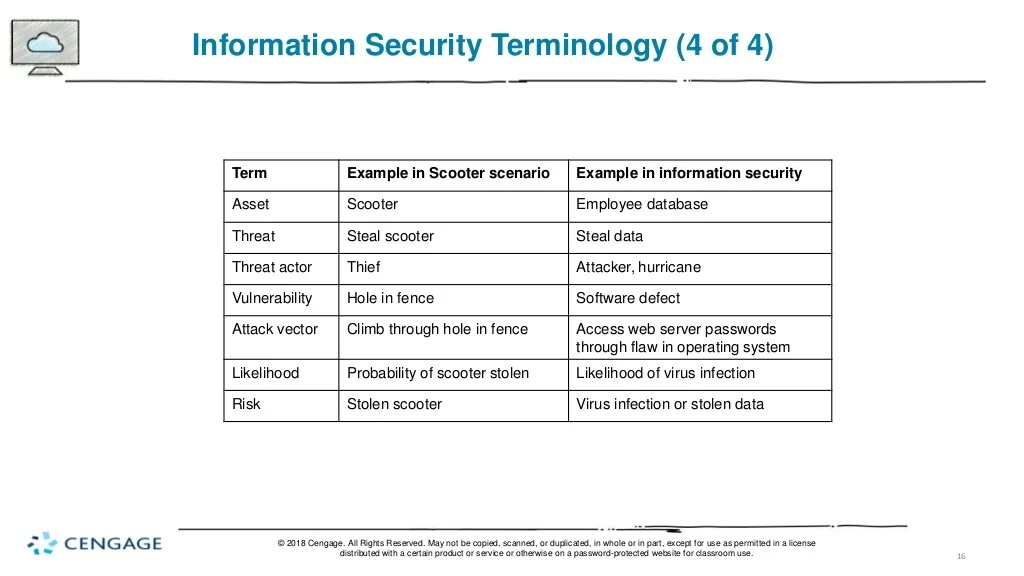 Information Security Terminology (4 of 4)
Term Example in Scooter scenario Example in information security
Asset Scooter Employee database
Threat Steal scooter Steal data
Threat actor Thief Attacker, hurricane
Vulnerability Hole in fence Software defect
Attack vector Climb through hole in fence Access web server passwords
through flaw in operating system
Likelihood Probability of scooter stolen Likelihood of virus infection
Risk Stolen scooter Virus infection or stolen data
CENGAGE
© 2018 Cengage. All Rights Reserved. May not be copied, scanned, or duplicated, in whole or in part, except for use as permitted in a license
distributed with a certain product or service or otherwise on a password-protected website for classroom use.
16